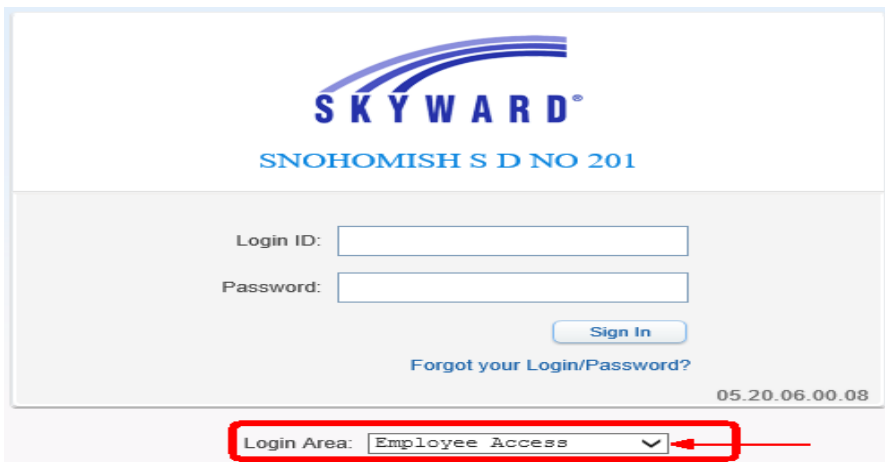 SKYWARD®
SNOHOMISH S D NO 201
Login ID:
Password:
Sign In
Forgot your Login/Password?
05.20.06.00.08
Login Area: Employee Access